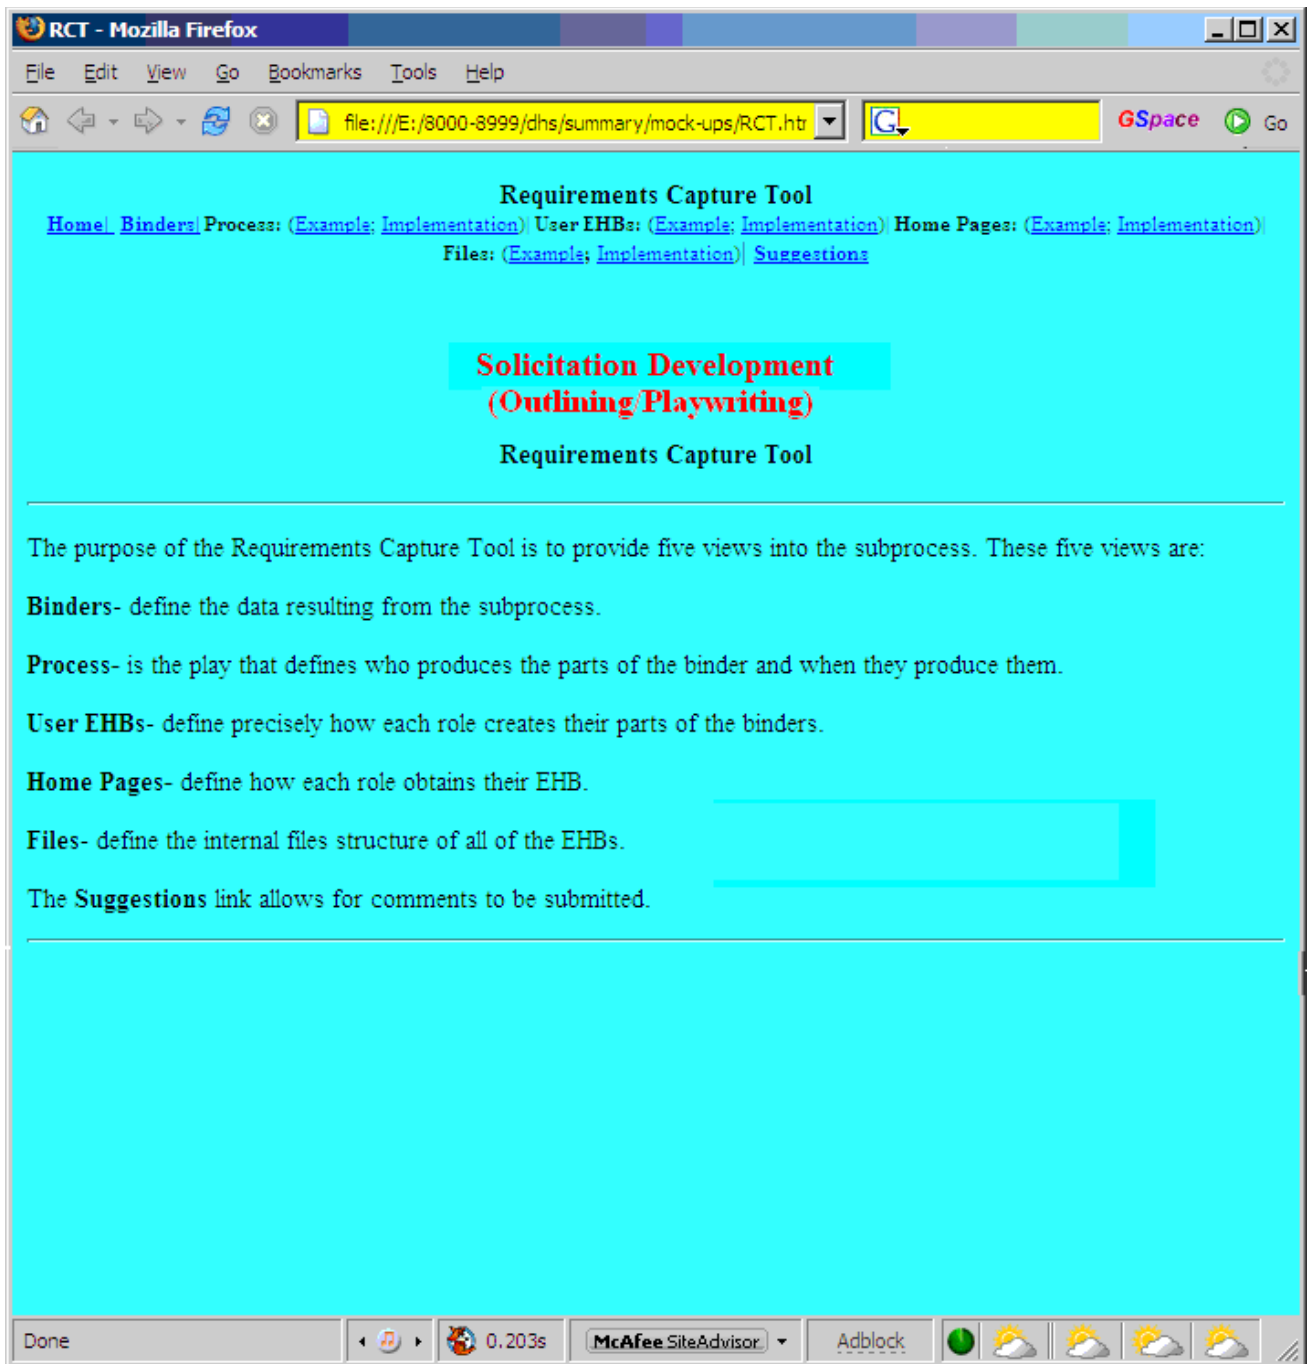 RCT - Mozilla Firefox
File Edit View Go Bookmarks Tools Help
file:///E:/8000-8999/dhs/summary/mock-ups/RCT.htr G GSpace Go
Requirements Capture Tool
Home| Binders| Process: (Example; Implementation)| User EHBs: (Example; Implementation)| Home Pages: (Example; Implementation)|
Files: (Example; Implementation)| Suggestions
Solicitation Development
(Outlining/Playwriting)
Requirements Capture Tool
The purpose of the Requirements Capture Tool is to provide five views into the subprocess. These five views are:
Binders- define the data resulting from the subprocess.
Process- is the play that defines who produces the parts of the binder and when they produce them.
User EHBs- define precisely how each role creates their parts of the binders.
Home Pages- define how each role obtains their EHB.
Files- define the internal files structure of all of the EHBs.
The Suggestions link allows for comments to be submitted.
Done 0.203s McAfee SiteAdvisor Adblock